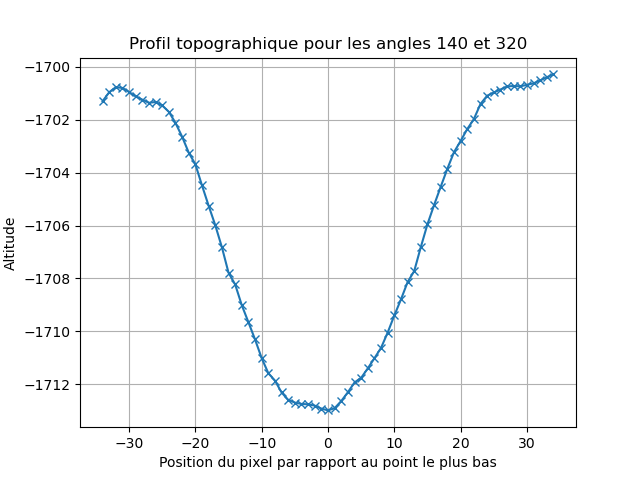 Profil topographique pour les angles 140 et 320
−1700
−1702
−1704
−1706
−1708
−1710
−1712
Altitude
−30 −20 −10 0 10 20 30
Position du pixel par rapport au point le plus bas